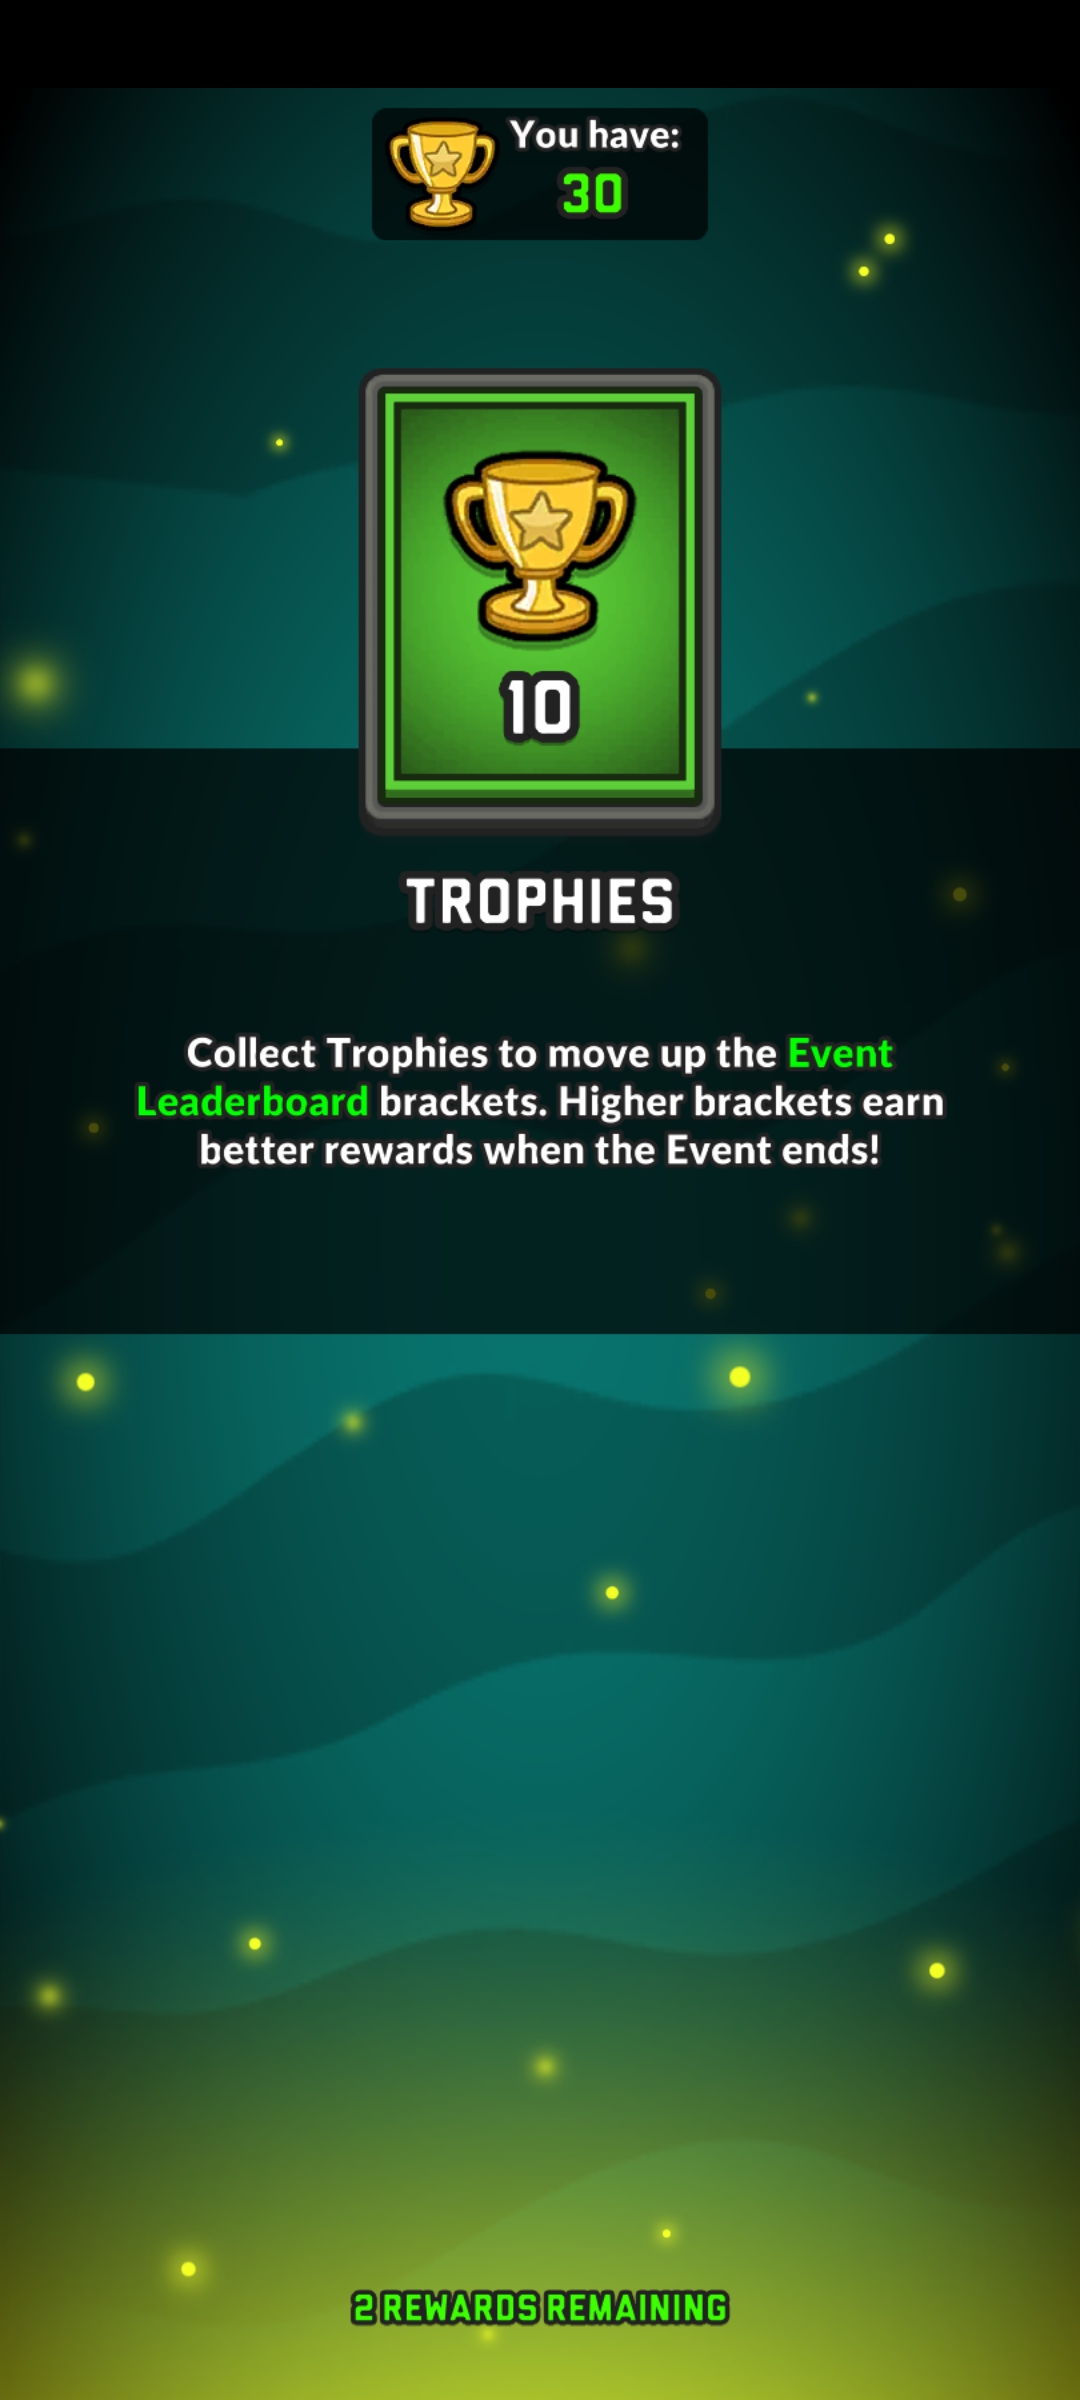 You have:
30
10
TROPHIES
Collect Trophies to move up the Event
Leaderboard brackets. Higher brackets earn
better rewards when the Event ends!
2 REWARDS REMAINING